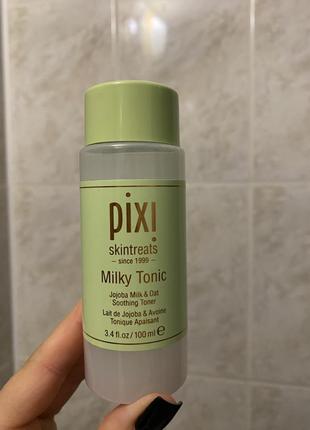 pixi
skintreats
– since 1999 –
Milky Tonic
Jojoba Milk & Oat
Soothing Toner
Lait de Jojoba & Avoine
Tonique Apaisant
3.4 fl.oz/100 ml ℮